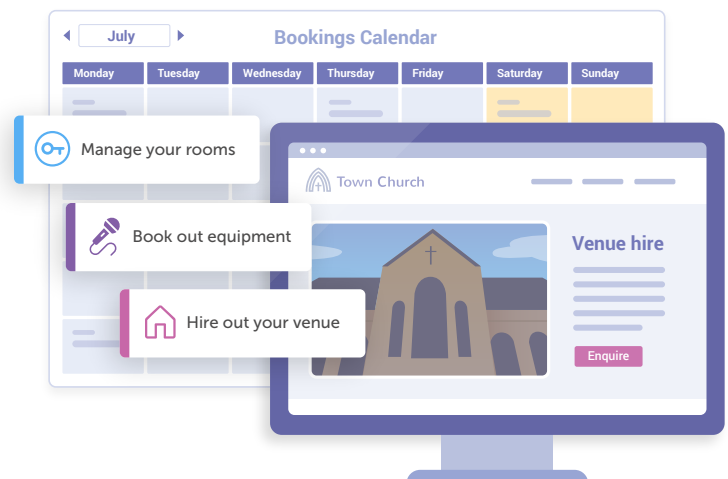 July
Bookings Calendar
Monday Tuesday Wednesday Thursday Friday Saturday Sunday
Manage your rooms
Town Church
Book out equipment
Venue hire
Hire out your venue
Enquire